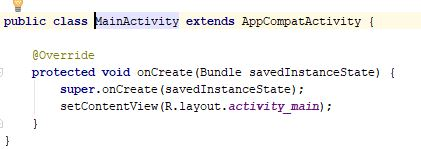 public class MainActivity extends AppCompatActivity {
@Override
protected void onCreate(Bundle savedInstanceState) {
super.onCreate(savedInstanceState);
setContentView(R.layout.activity_main);
}
}